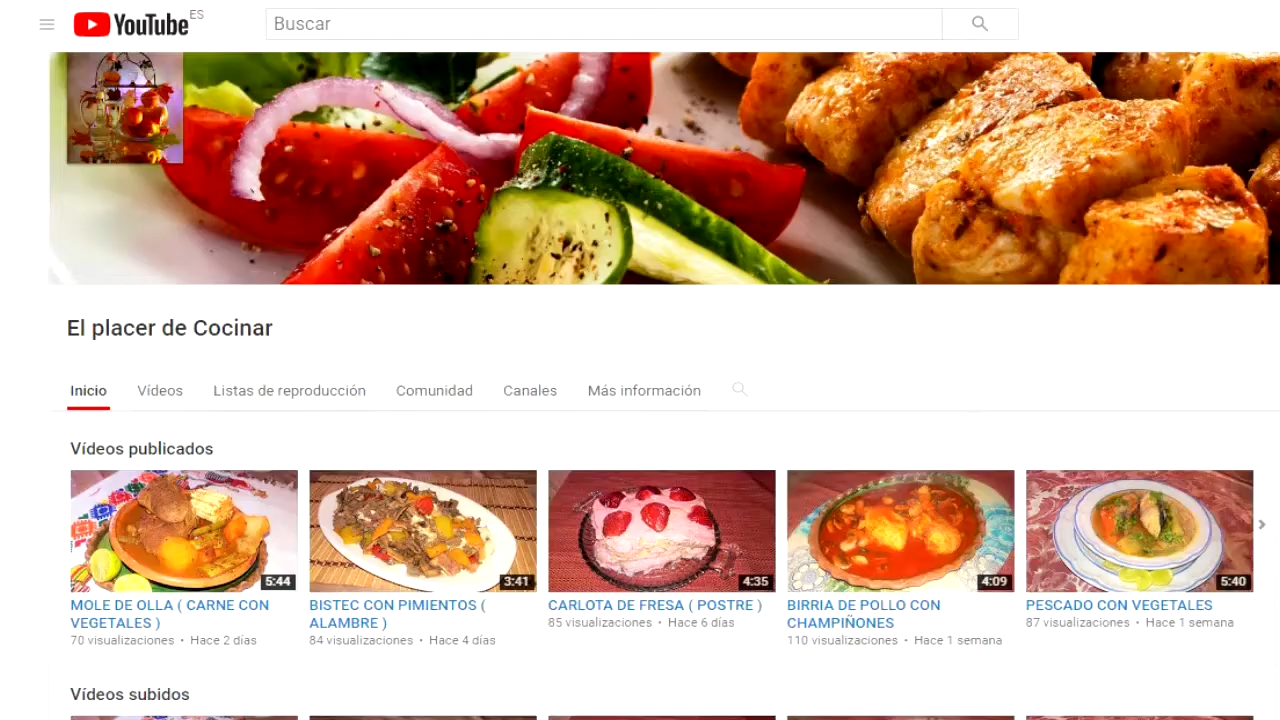 YouTube ES
Buscar
El placer de Cocinar
Inicio Vídeos Listas de reproducción Comunidad Canales Más información
Vídeos publicados
5:44
MOLE DE OLLA ( CARNE CON
VEGETALES )
70 visualizaciones • Hace 2 días
3:41
BISTEC CON PIMIENTOS (
ALAMBRE )
84 visualizaciones • Hace 4 días
4:35
CARLOTA DE FRESA ( POSTRE )
85 visualizaciones • Hace 6 días
4:09
BIRRIA DE POLLO CON
CHAMPIÑONES
110 visualizaciones • Hace 1 semana
5:40
PESCADO CON VEGETALES
87 visualizaciones • Hace 1 semana
Vídeos subidos